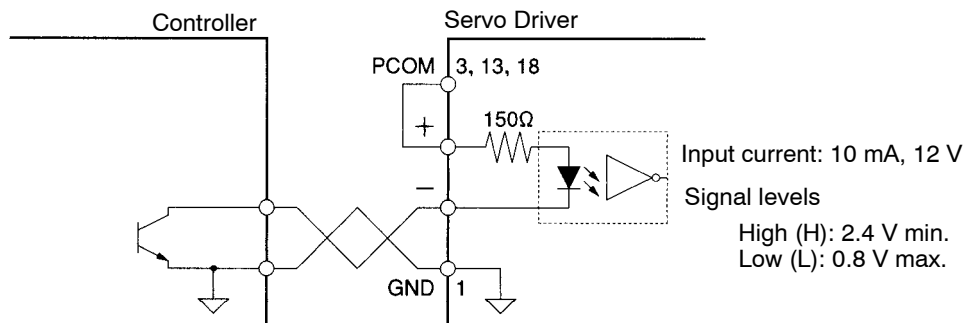 Controller
Servo Driver
PCOM 3, 13, 18
+
150Ω
Input current: 10 mA, 12 V
−
Signal levels
High (H): 2.4 V min.
Low (L): 0.8 V max.
GND 1